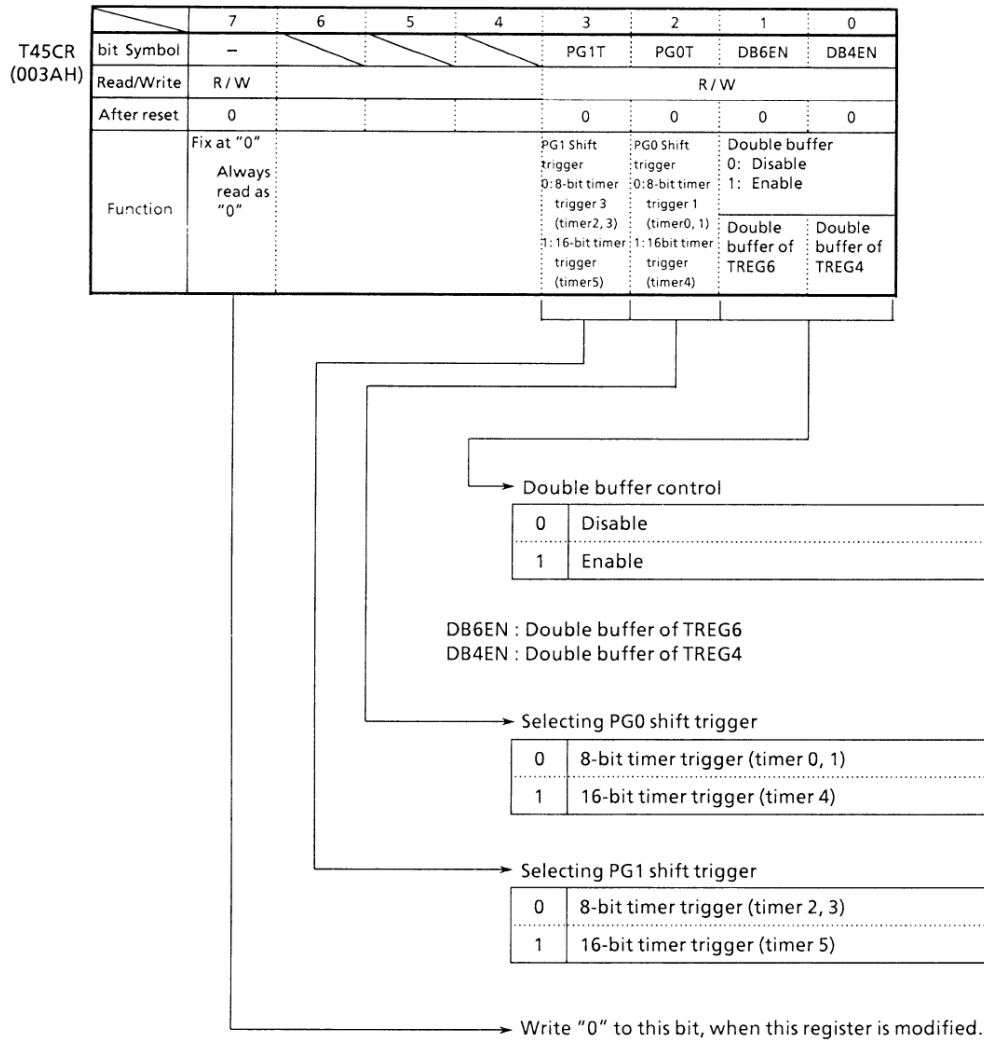 7 6 5 4 3 2 1 0
T45CR
(003AH)
bit Symbol – PG1T PG0T DB6EN DB4EN
Read/Write R/W R/W
After reset 0 0 0 0 0
Function
Fix at "0"
Always
read as
"0"
PG1 Shift
trigger
0:8-bit timer
trigger 3
(timer2, 3)
1:16-bit timer
trigger
(timer5)
PG0 Shift
trigger
0:8-bit timer
trigger 1
(timer0, 1)
1:16bit timer
trigger
(timer4)
Double buffer
0: Disable
1: Enable
Double
buffer of
TREG6
Double
buffer of
TREG4
Double buffer control
0 Disable
1 Enable
DB6EN : Double buffer of TREG6
DB4EN : Double buffer of TREG4
Selecting PG0 shift trigger
0 8-bit timer trigger (timer 0, 1)
1 16-bit timer trigger (timer 4)
Selecting PG1 shift trigger
0 8-bit timer trigger (timer 2, 3)
1 16-bit timer trigger (timer 5)
Write "0" to this bit, when this register is modified.